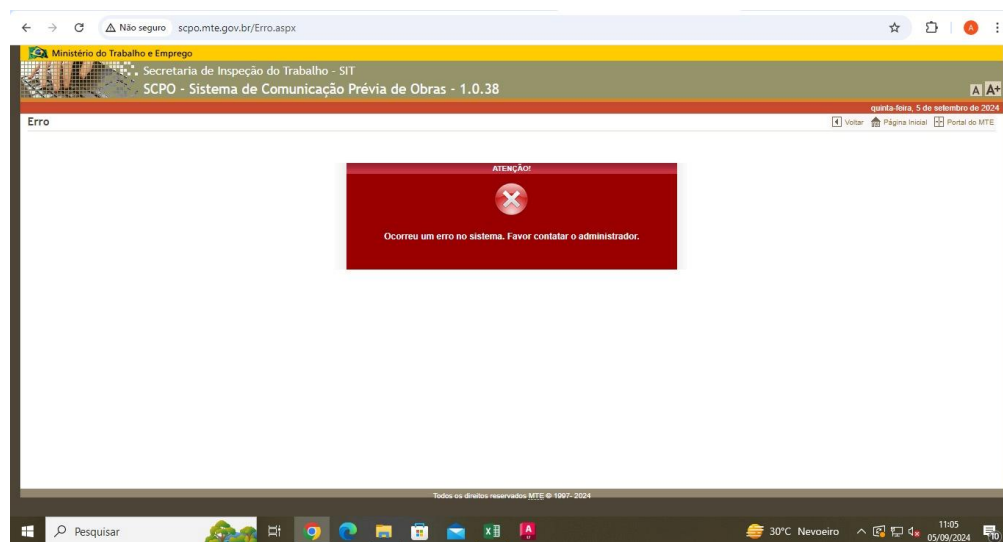 Não seguro scpo.mte.gov.br/Erro.aspx A
Ministério do Trabalho e Emprego
Secretaria de Inspeção do Trabalho - SIT
SCPO - Sistema de Comunicação Prévia de Obras - 1.0.38
A A+
quinta-feira, 5 de setembro de 2024
Erro Voltar Página Inicial Portal do MTE
ATENÇÃO!
Ocorreu um erro no sistema. Favor contatar o administrador.
Todos os direitos reservados MTE © 1997- 2024
Pesquisar 30°C Nevoeiro 11:05
05/09/2024